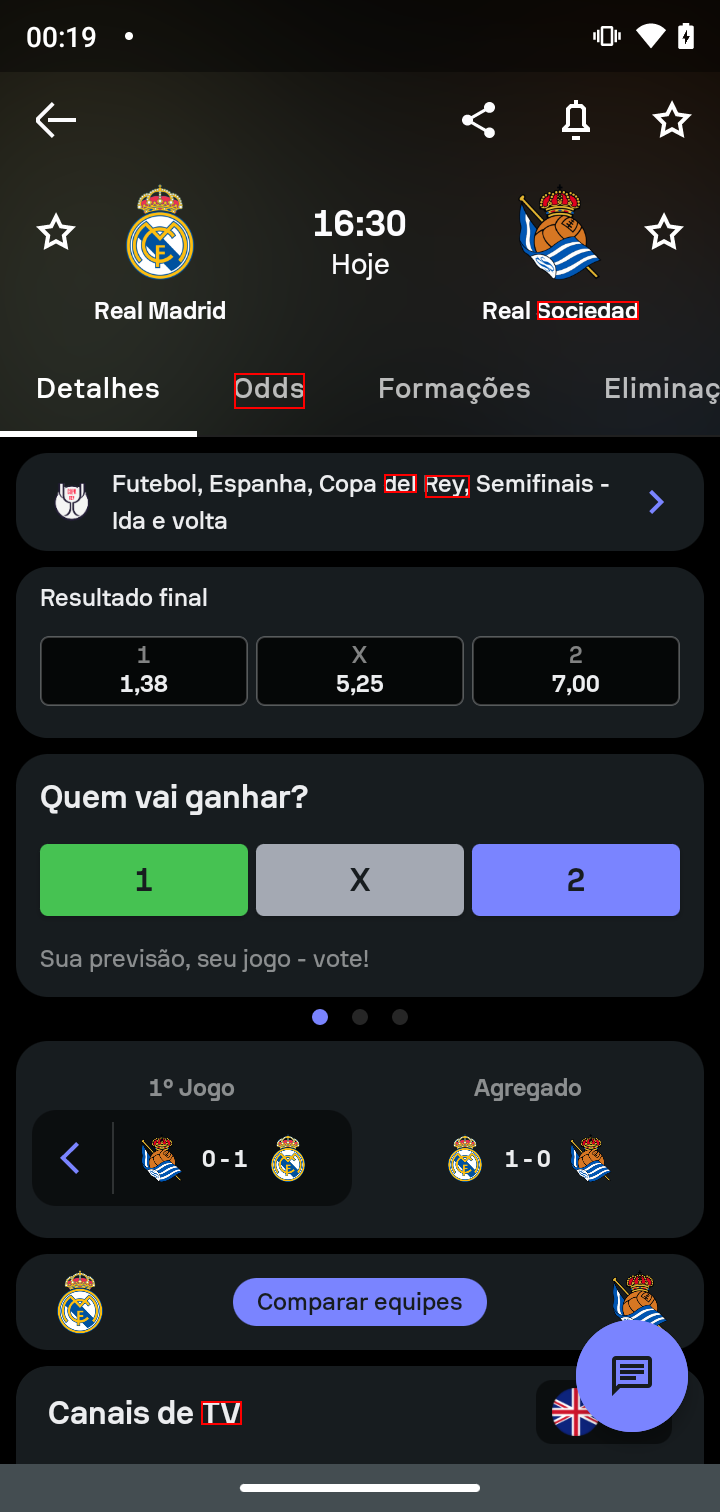 00:19
16:30
Hoje
Real Madrid
Real Sociedad
Detalhes Odds Formações Eliminaç
Futebol, Espanha, Copa del Rey, Semifinais -
Ida e volta
Resultado final
1 X 2
1,38 5,25 7,00
Quem vai ganhar?
1 X 2
Sua previsão, seu jogo - vote!
1º Jogo Agregado
0-1 1-0
Comparar equipes
Canais de TV